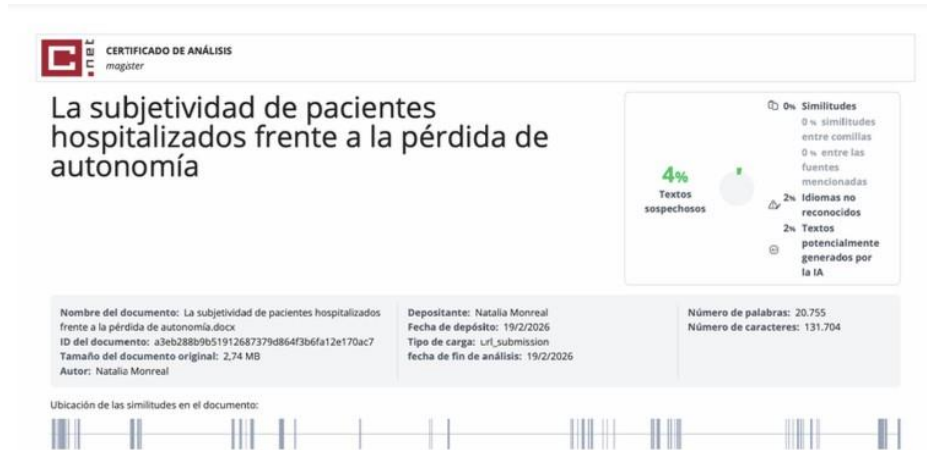 C
.net
CERTIFICADO DE ANÁLISIS
magister
La subjetividad de pacientes
hospitalizados frente a la pérdida de
autonomía
4%
Textos
sospechosos
0% Similitudes
0 % similitudes
entre comillas
0 % entre las
fuentes
mencionadas
2% Idiomas no
reconocidos
2% Textos
potencialmente
generados por
la IA
Nombre del documento: La subjetividad de pacientes hospitalizados
frente a la pérdida de autonomía.docx
ID del documento: a3eb288b9b51912687379d864f3b6fa12e170ac7
Tamaño del documento original: 2,74 MB
Autor: Natalia Monreal
Depositante: Natalia Monreal
Fecha de depósito: 19/2/2026
Tipo de carga: url_submission
fecha de fin de análisis: 19/2/2026
Número de palabras: 20.755
Número de caracteres: 131.704
Ubicación de las similitudes en el documento: